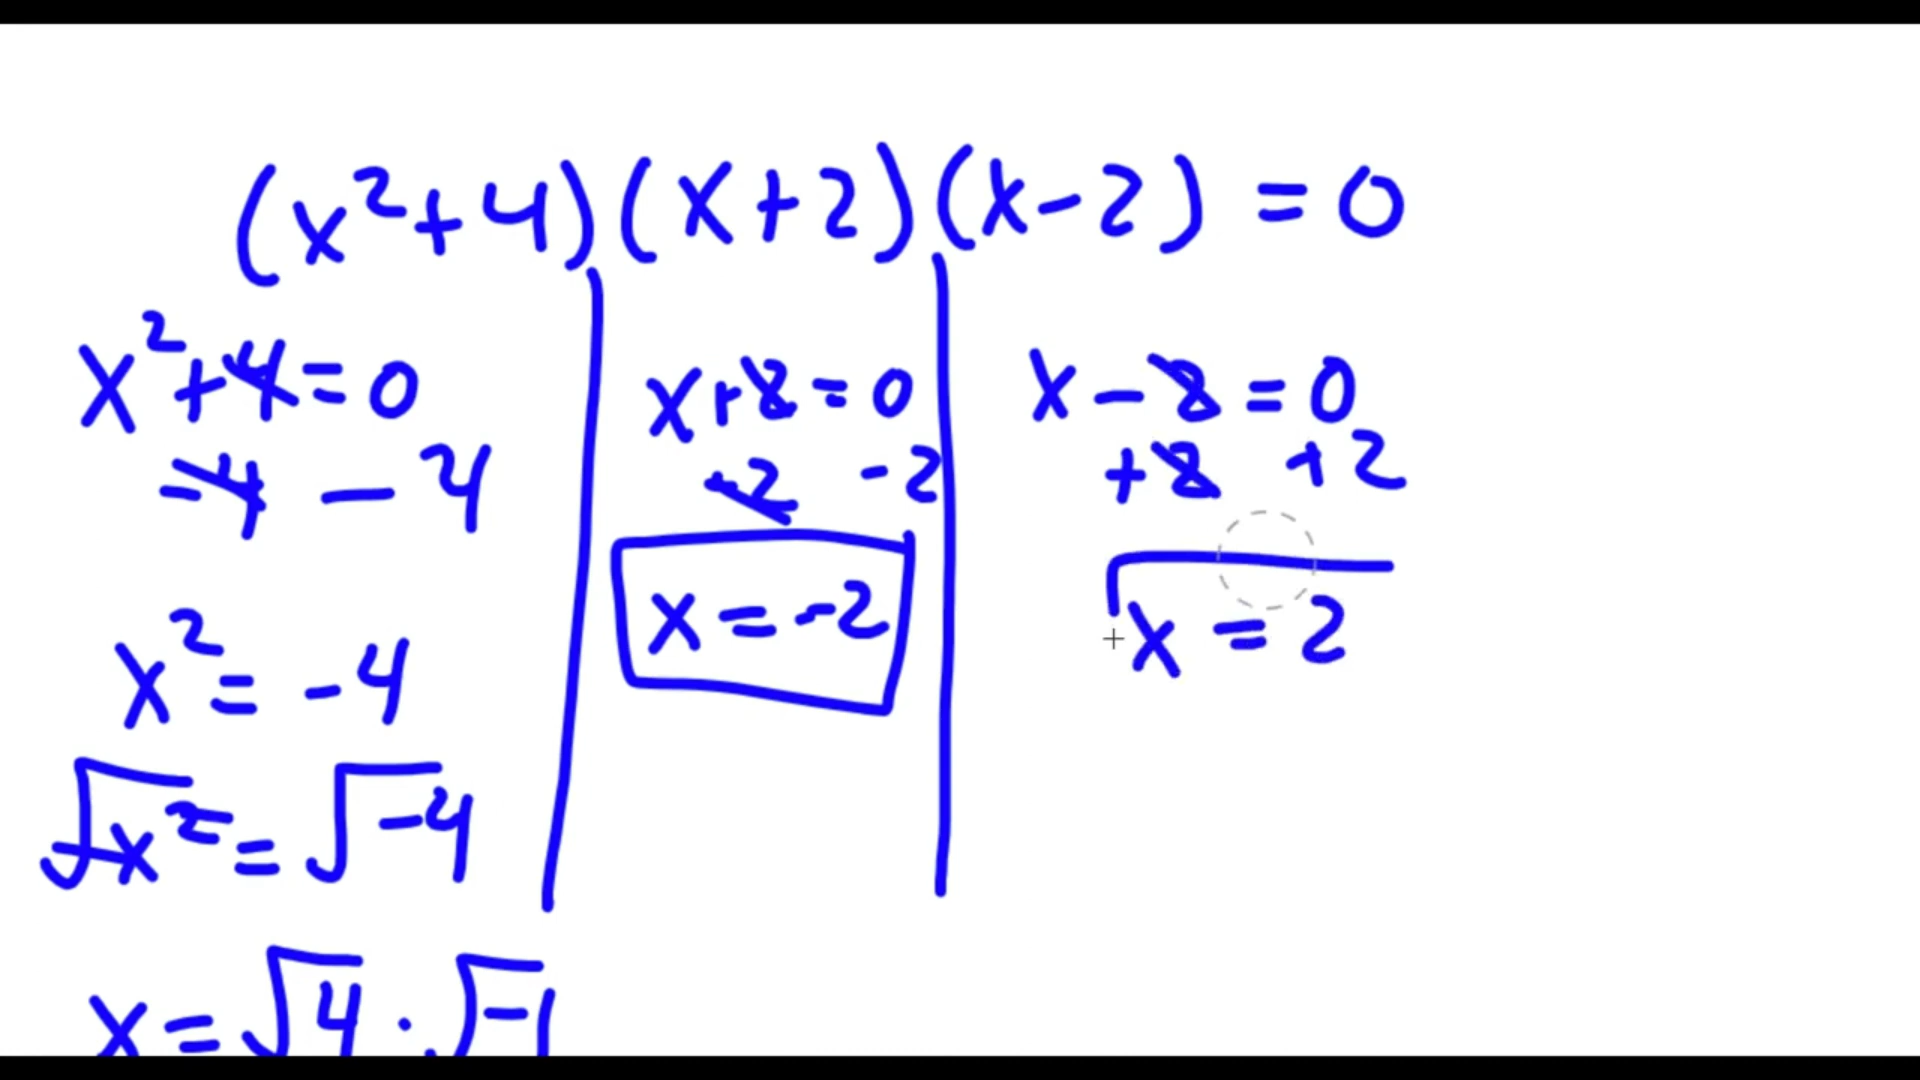 (x²+4)(x+2)(x-2) = 0
x²+4=0
-4 -4
x²= -4
√x² = √-4
x = √4 · √-1
x+2=0
-2 -2
x = -2
x-2=0
+2 +2
x = 2